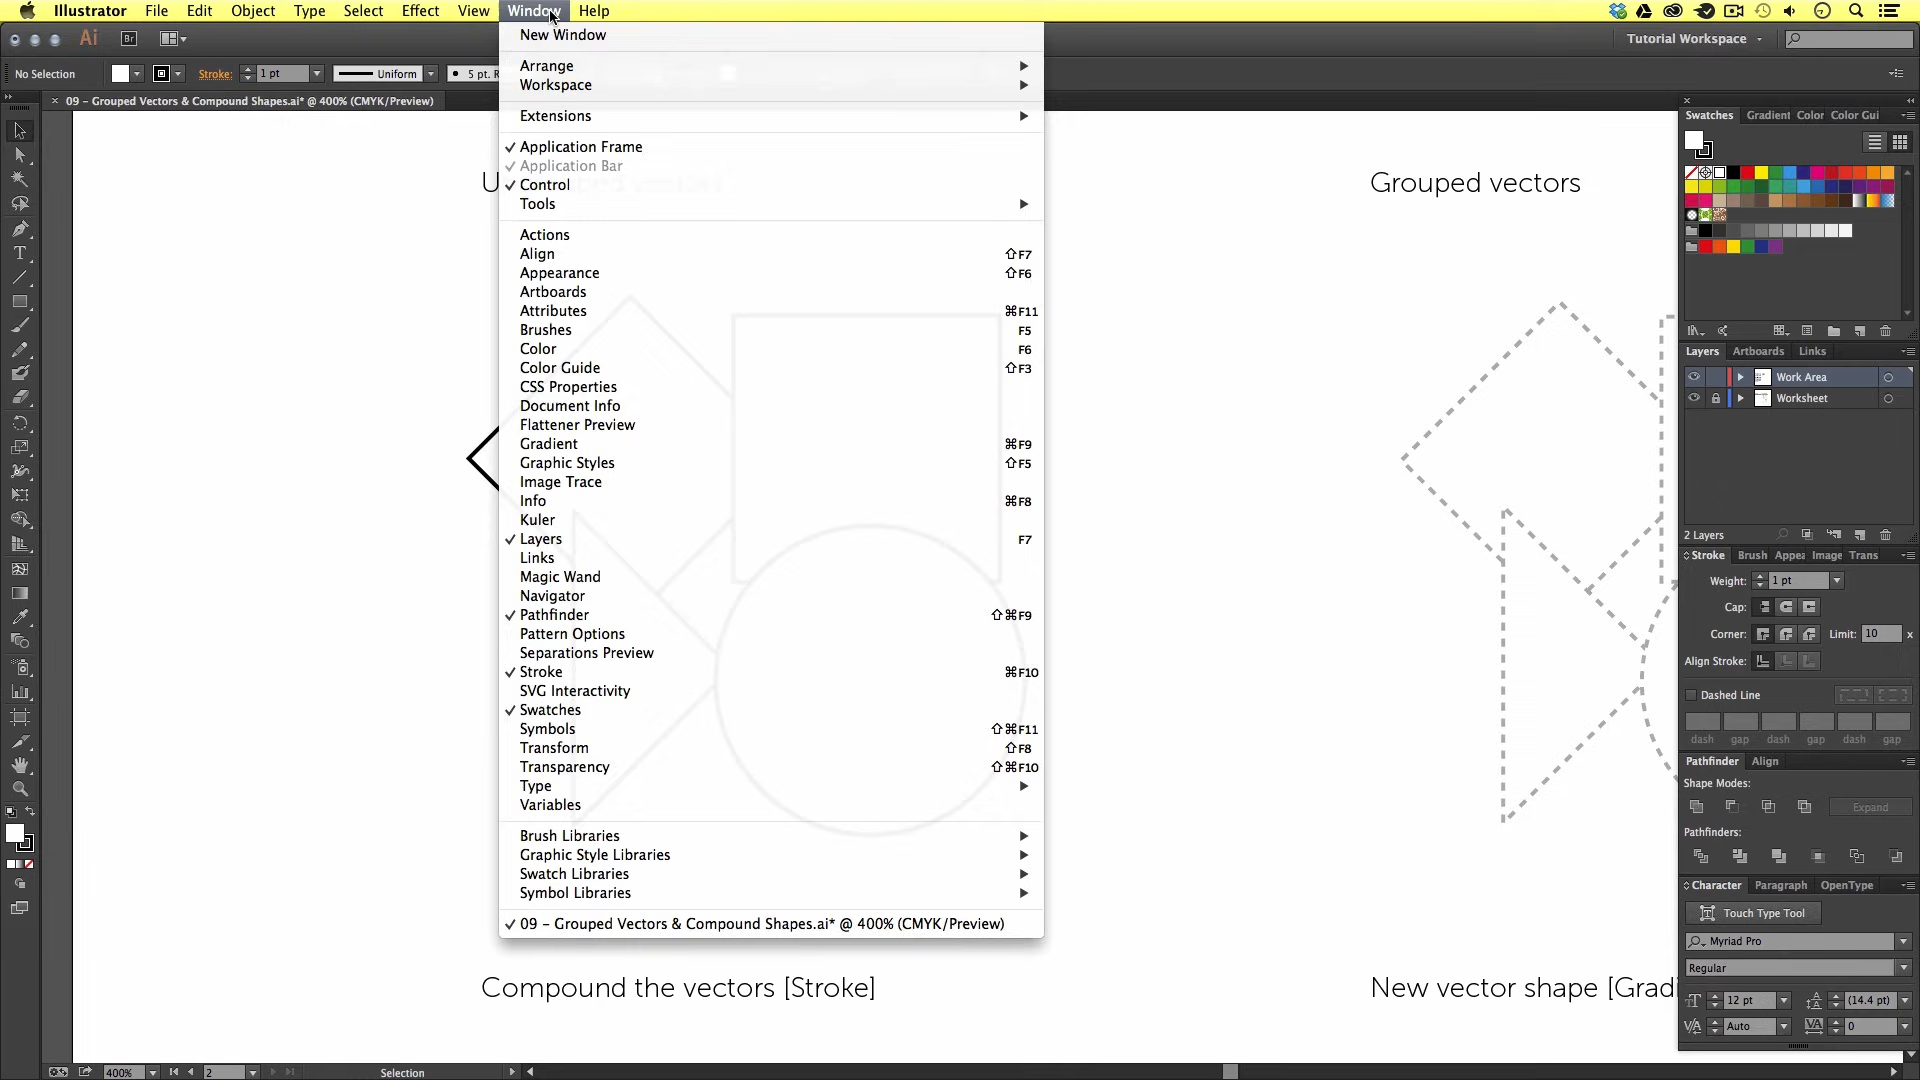 Illustrator File Edit Object Type Select Effect View Window Help
Ai Br Tutorial Workspace
No Selection Stroke: 1 pt Uniform 5 pt. R
09 - Grouped Vectors & Compound Shapes.ai* @ 400% (CMYK/Preview)
New Window
Arrange
Workspace
Extensions
Application Frame
Application Bar
Control
Tools
Actions
Align ⇧F7
Appearance ⇧F6
Artboards
Attributes ⌘F11
Brushes F5
Color F6
Color Guide ⇧F3
CSS Properties
Document Info
Flattener Preview
Gradient ⌘F9
Graphic Styles ⇧F5
Image Trace
Info ⌘F8
Kuler
Layers F7
Links
Magic Wand
Navigator
Pathfinder ⇧⌘F9
Pattern Options
Separations Preview
Stroke ⌘F10
SVG Interactivity
Swatches
Symbols ⇧⌘F11
Transform ⇧F8
Transparency ⇧⌘F10
Type
Variables
Brush Libraries
Graphic Style Libraries
Swatch Libraries
Symbol Libraries
09 - Grouped Vectors & Compound Shapes.ai* @ 400% (CMYK/Preview)
Grouped vectors
Compound the vectors [Stroke]
New vector shape [Gradi
Swatches Gradient Color Color Gui
Layers Artboards Links
Work Area
Worksheet
2 Layers
Stroke Brush Appea Image Trans
Weight: 1 pt
Cap:
Corner: Limit: 10 x
Align Stroke:
Dashed Line
dash gap dash gap dash gap
Pathfinder Align
Shape Modes:
Expand
Pathfinders:
Character Paragraph OpenType
Touch Type Tool
Myriad Pro
Regular
12 pt (14.4 pt)
Auto 0
400% 2 Selection